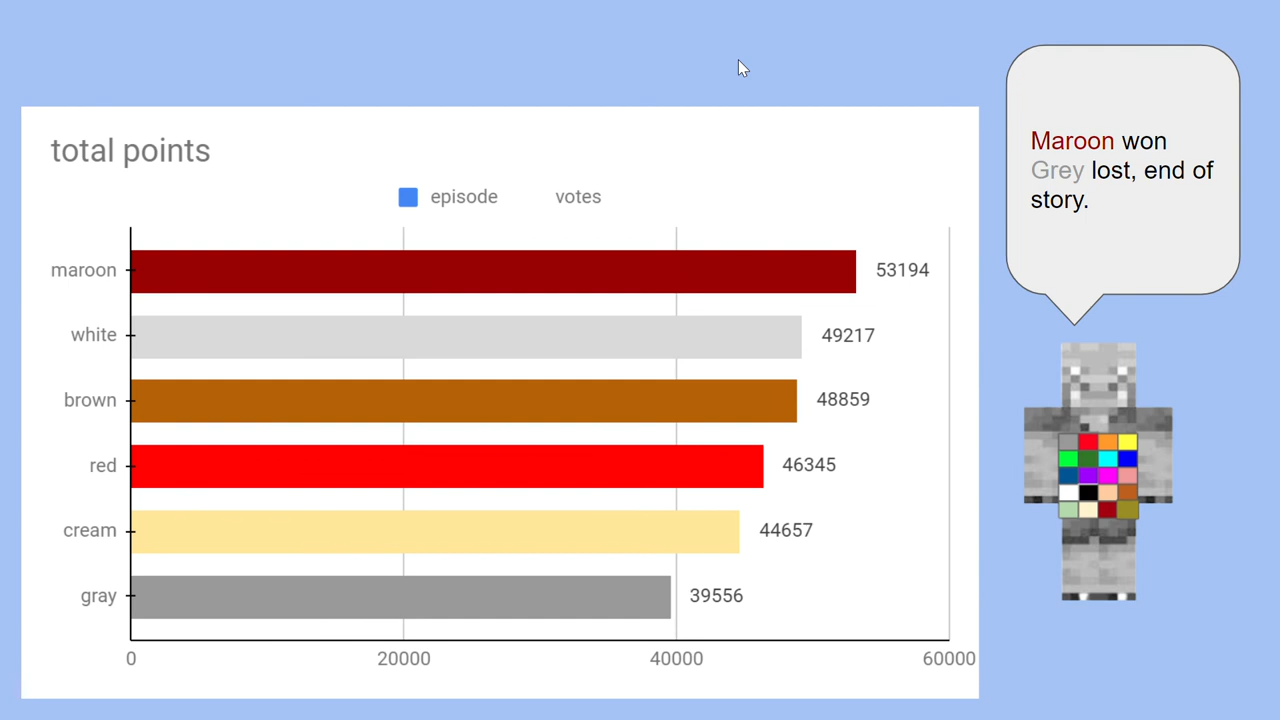 total points
episode votes
maroon 53194
white 49217
brown 48859
red 46345
cream 44657
gray 39556
0 20000 40000 60000
Maroon won
Grey lost, end of
story.